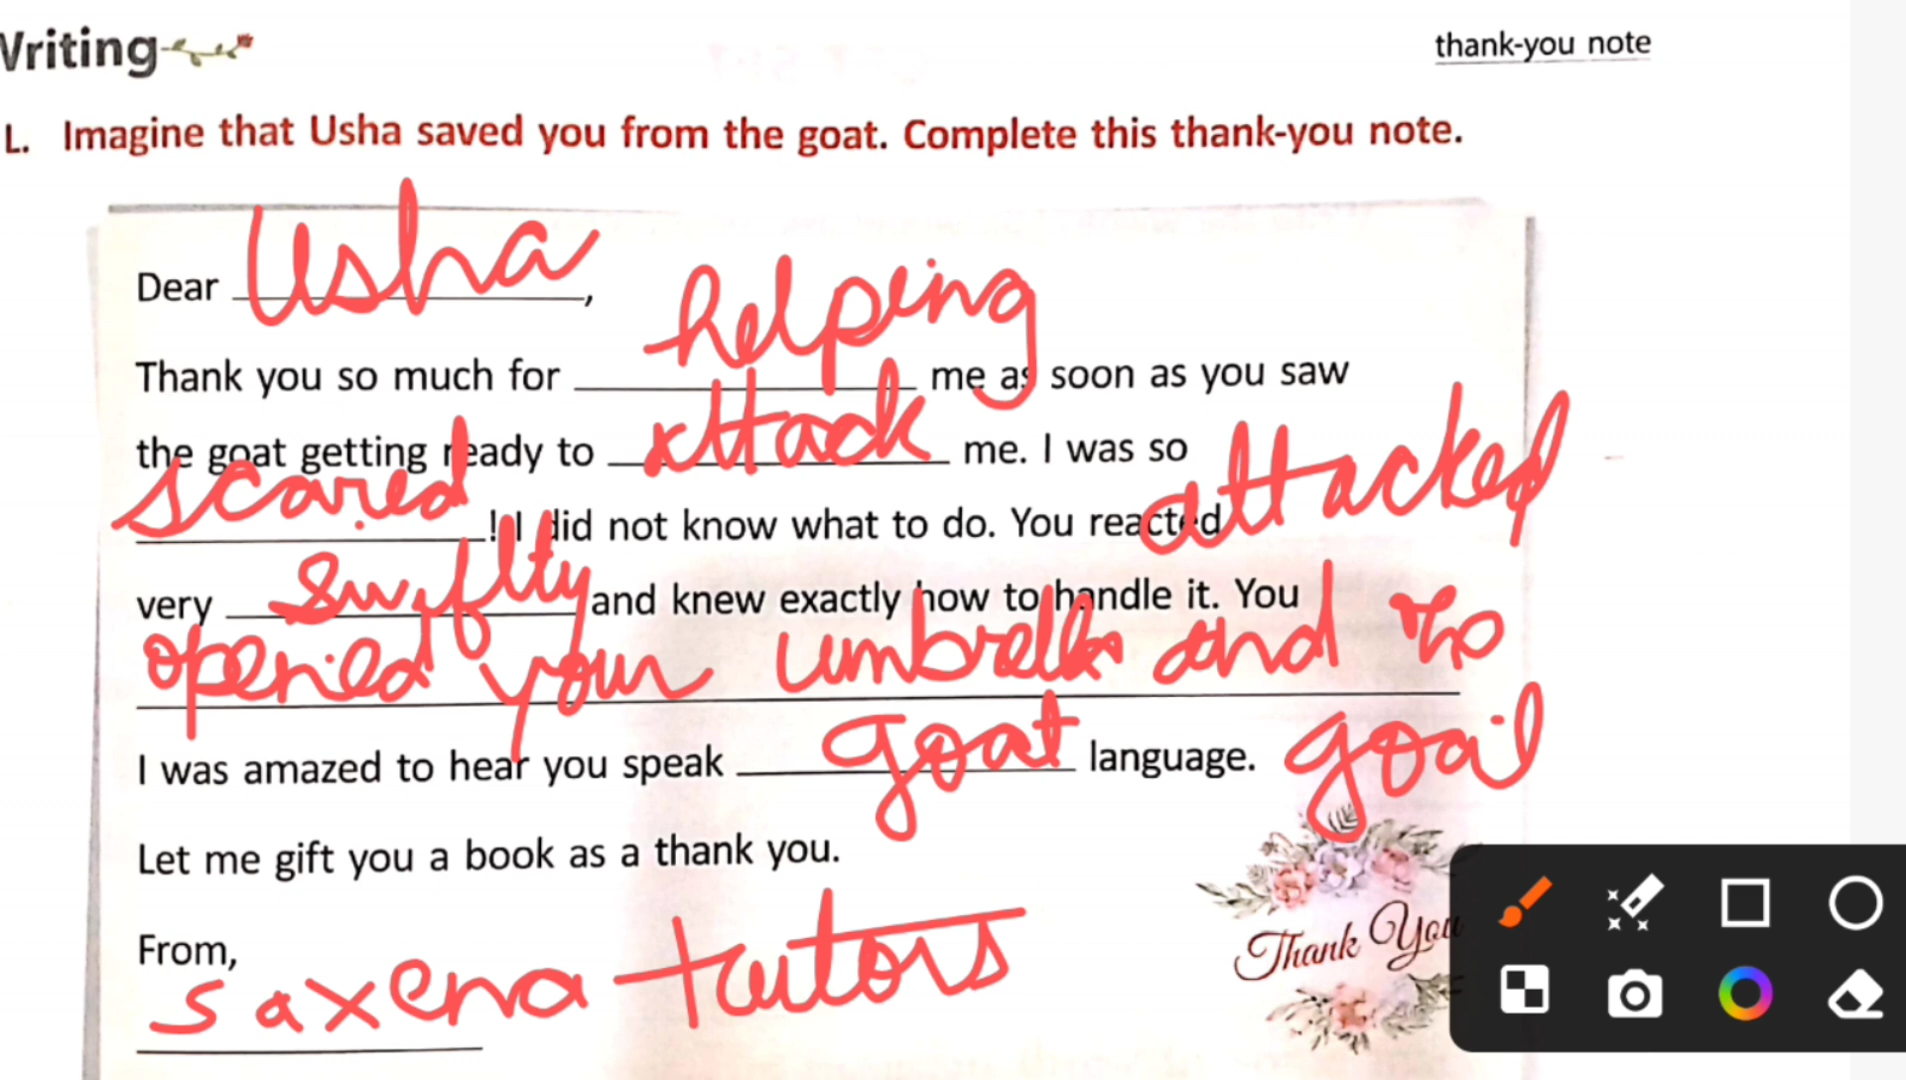 Writing
thank-you note
L. Imagine that Usha saved you from the goat. Complete this thank-you note.
Dear Usha,
Thank you so much for helping me as soon as you saw
the goat getting ready to attack me. I was so
scared! I did not know what to do. You reacted attacked
very swiflty and knew exactly how to handle it. You
opened your umbrella and
I was amazed to hear you speak goat language.
Let me gift you a book as a thank you.
From,
saxena tutors
Thank You